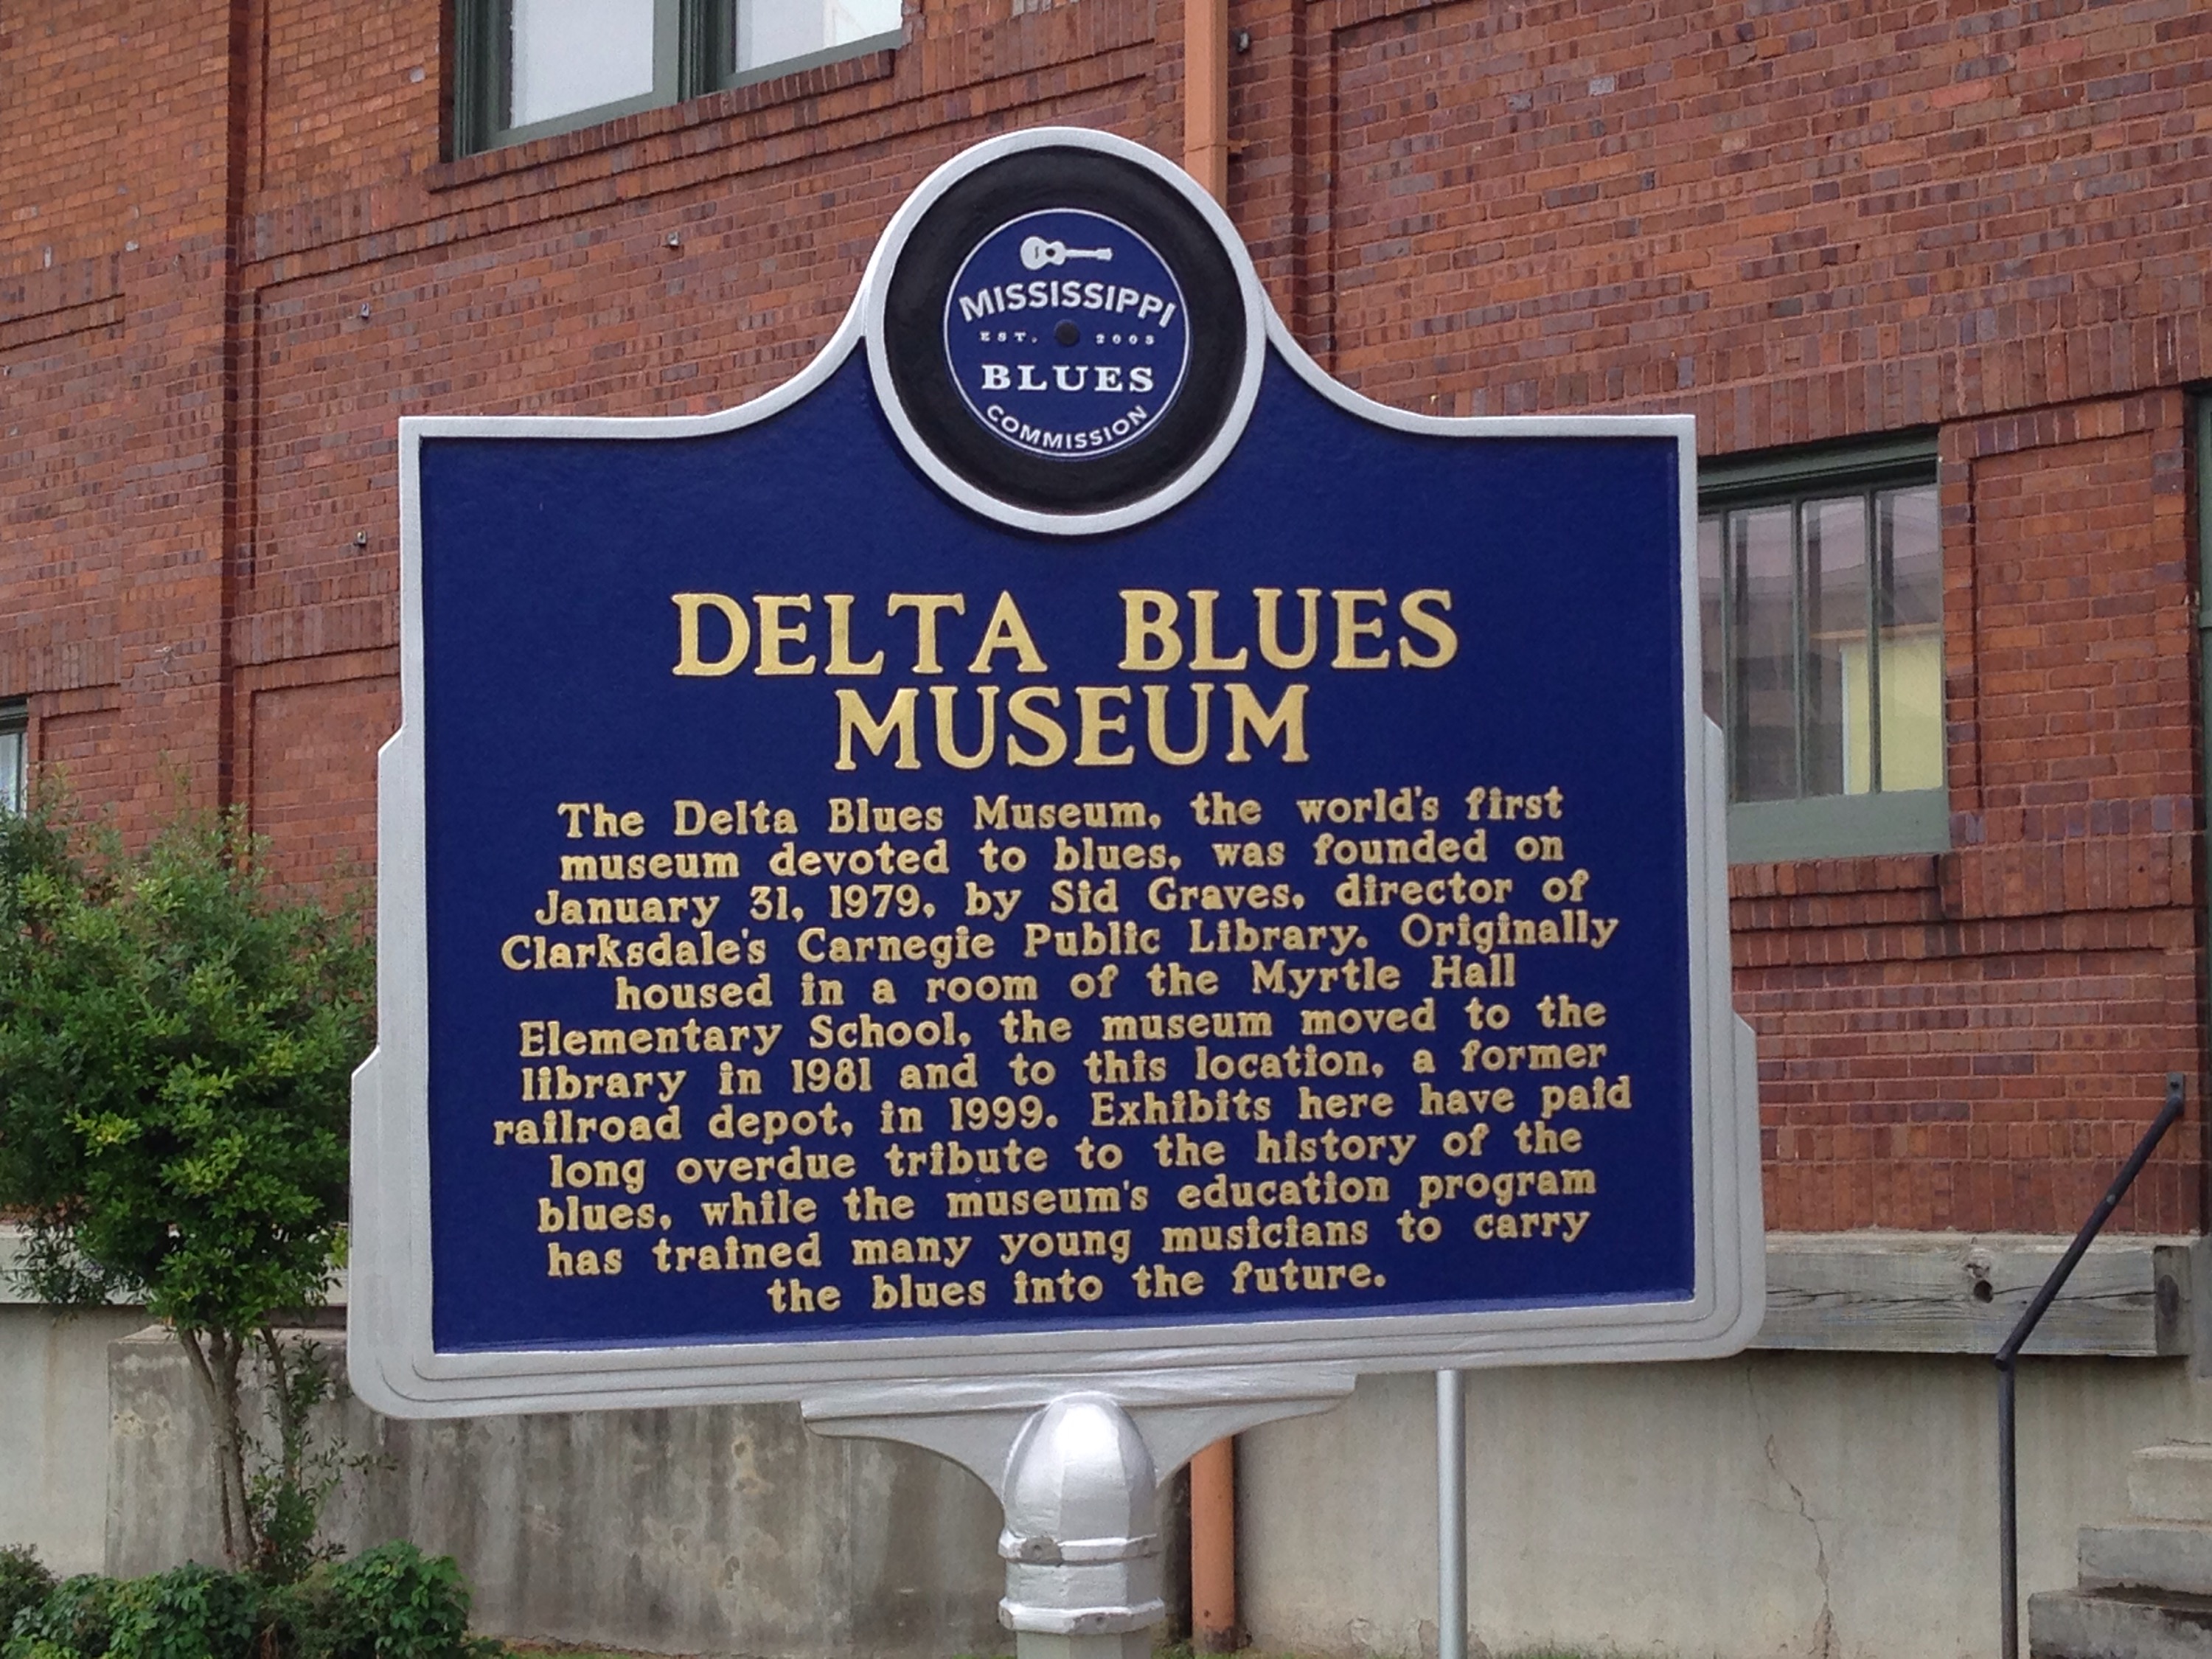 MISSISSIPPI
EST. 2003
BLUES
COMMISSION
DELTA BLUES
MUSEUM
The Delta Blues Museum, the world's first
museum devoted to blues, was founded on
January 31, 1979, by Sid Graves, director of
Clarksdale's Carnegie Public Library. Originally
housed in a room of the Myrtle Hall
Elementary School, the museum moved to the
library in 1981 and to this location, a former
railroad depot, in 1999. Exhibits here have paid
long overdue tribute to the history of the
blues, while the museum's education program
has trained many young musicians to carry
the blues into the future.